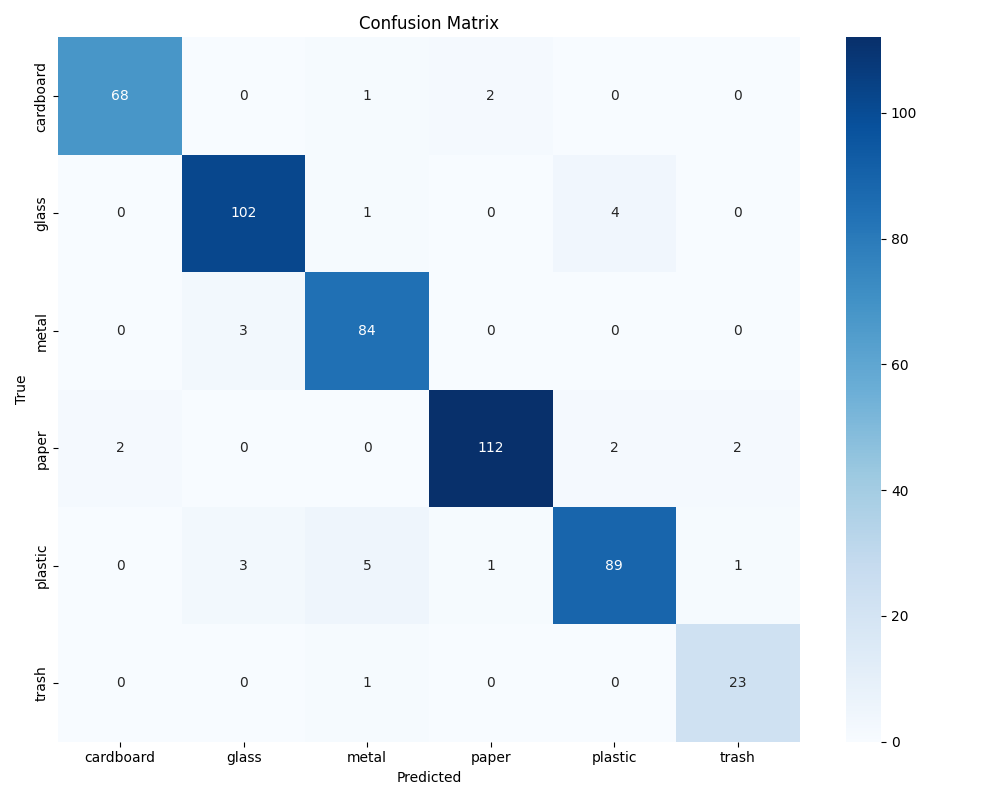 Confusion Matrix
cardboard 68 0 1 2 0 0
glass 0 102 1 0 4 0
metal 0 3 84 0 0 0
paper 2 0 0 112 2 2
plastic 0 3 5 1 89 1
trash 0 0 1 0 0 23
cardboard glass metal paper plastic trash
Predicted
True
100
80
60
40
20
0